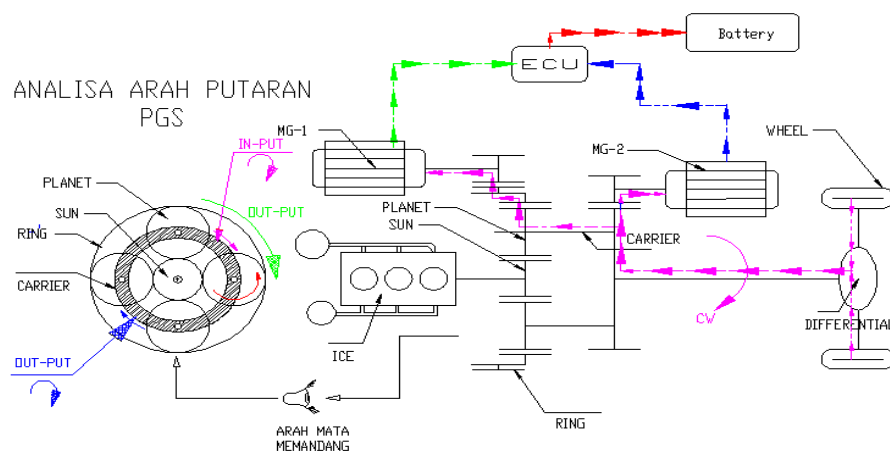 Battery
ECU
ANALISA ARAH PUTARAN
PGS
MG-1
IN-PUT
WHEEL
MG-2
PLANET
SUN
OUT-PUT
PLANET
SUN
RING
CARRIER
CARRIER
CW
DIFFERENTIAL
ICE
OUT-PUT
RING
ARAH MATA
MEMANDANG